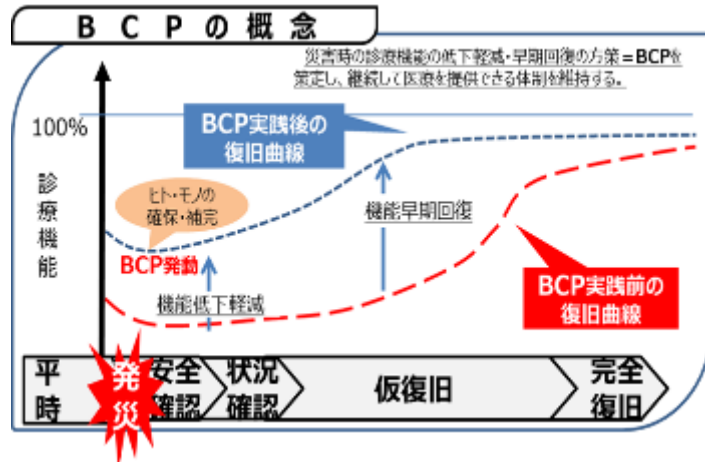 BCPの概念
災害時の診療機能の低下軽減・早期回復の方策=BCPを
策定し、継続して医療を提供できる体制を維持する。
100%
診療機能
BCP実践後の
復旧曲線
ヒト・モノの
確保・補完
BCP発動
機能低下軽減
機能早期回復
BCP実践前の
復旧曲線
平時
発災
安全
確認
状況
確認
仮復旧
完全
復旧